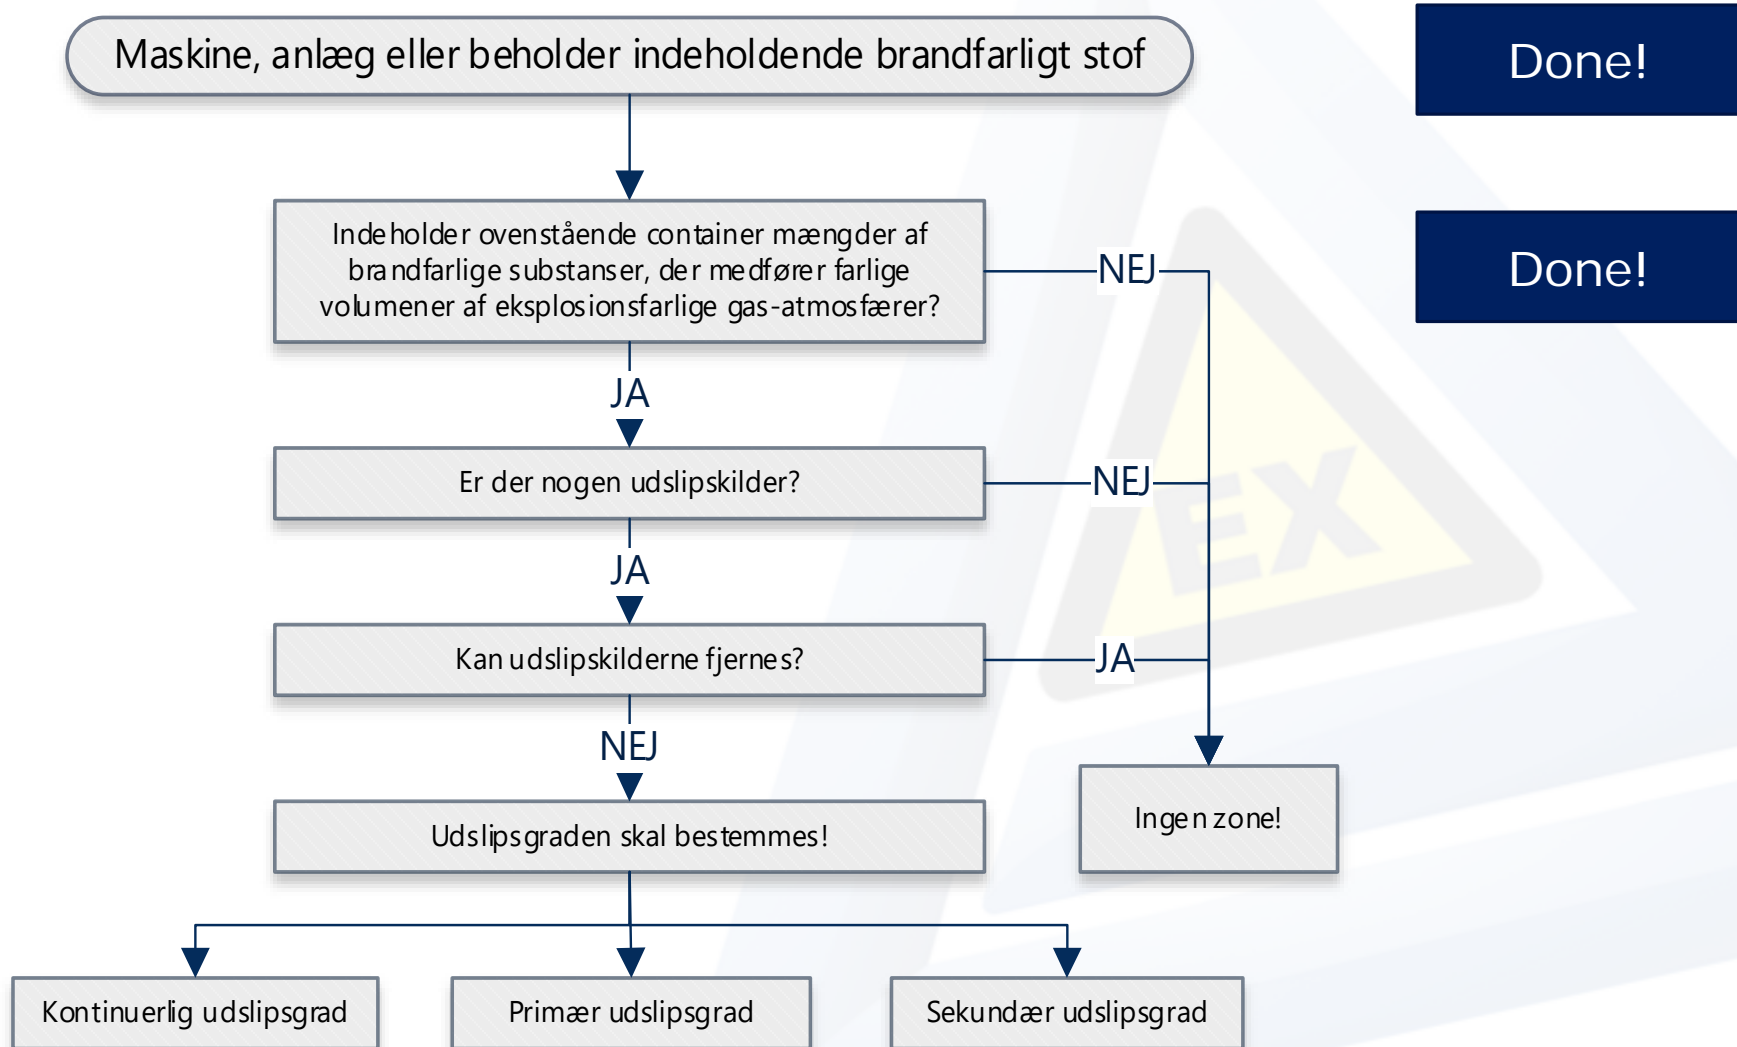 Maskine, anlæg eller beholder indeholdende brandfarligt stof
Done!
Indeholder ovenstående container mængder af
brandfarlige substanser, der medfører farlige
volumener af eksplosionsfarlige gas-atmosfærer?
NEJ
Done!
JA
Er der nogen udslipskilder?
NEJ
EX
JA
Kan udslipskilderne fjernes?
JA
NEJ
Udslipsgraden skal bestemmes!
Ingen zone!
Kontinuerlig udslipsgrad
Primær udslipsgrad
Sekundær udslipsgrad